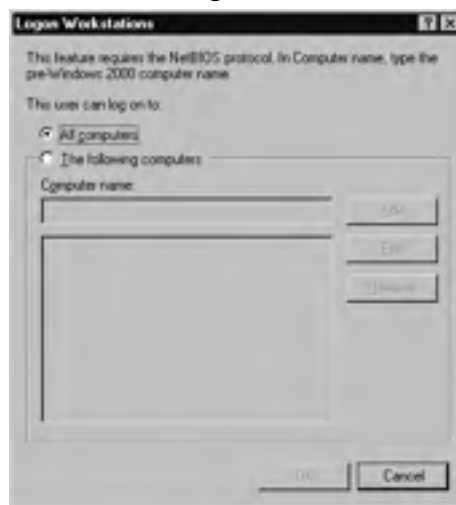 Logon Workstations
This feature requires the NetBIOS protocol. In Computer name, type the
pre-Windows 2000 computer name.
This user can log on to:
All computers
The following computers
Computer name:
Add
Edit
Remove
OK
Cancel